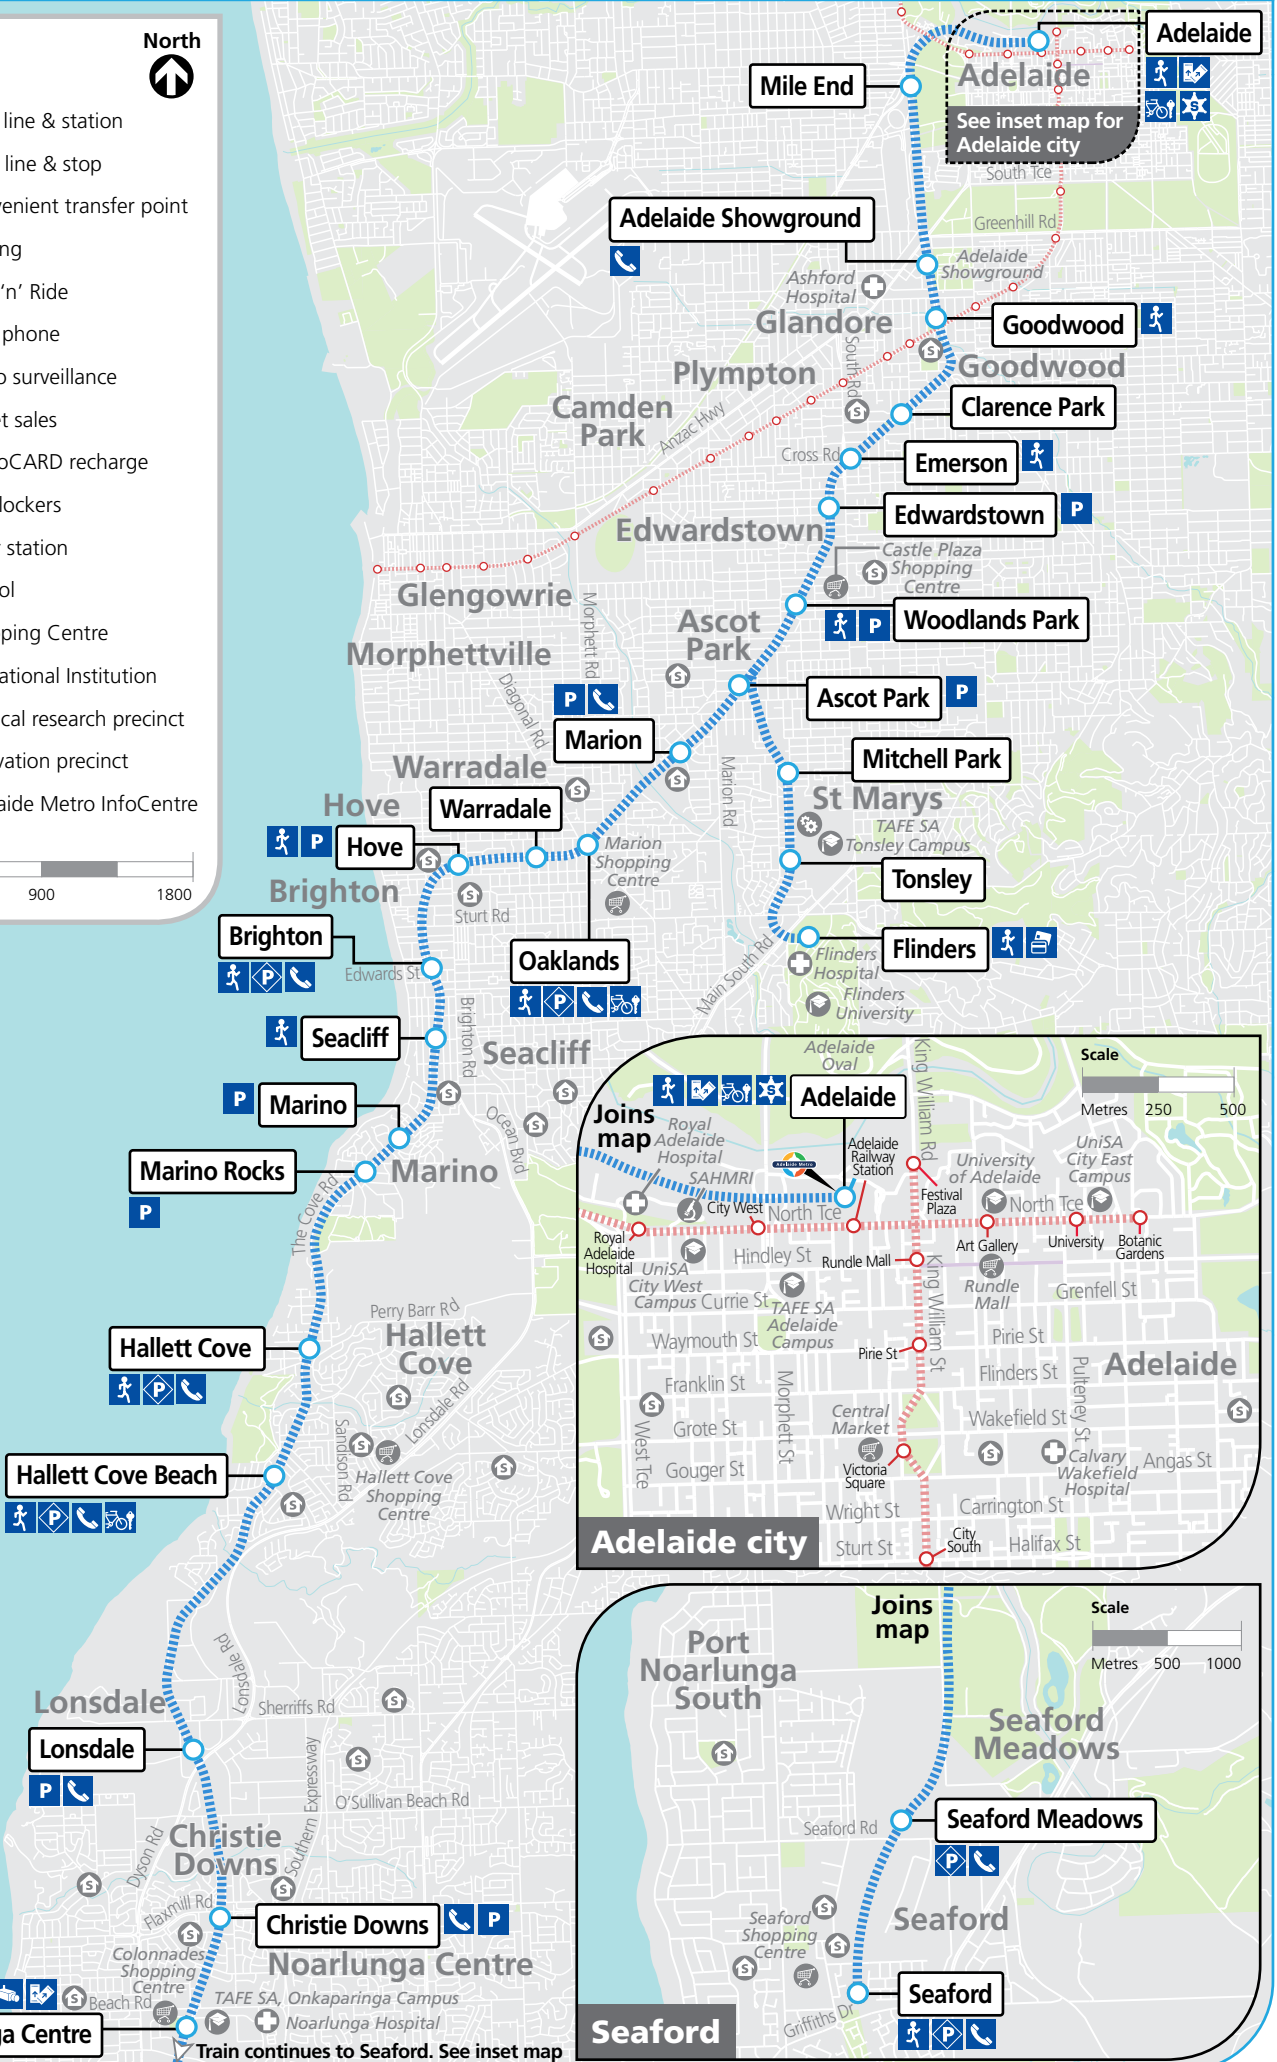 North
line & station
line & stop
venient transfer point
ng
'n' Ride
phone
o surveillance
t sales
oCARD recharge
lockers
station
ol
ping Centre
ational Institution
cal research precinct
vation precinct
aide Metro InfoCentre
900 1800
Adelaide
Mile End
Adelaide
See inset map for
Adelaide city
South Tce
Adelaide Showground
Greenhill Rd
Adelaide
Showground
Ashford
Hospital
Glandore
Goodwood
South Rd
Plympton
Goodwood
Camden
Park
Anzac Hwy
Clarence Park
Cross Rd
Emerson
Edwardstown
Edwardstown
P
Castle Plaza
Shopping
Centre
Glengowrie
Morphett Rd
Woodlands Park
P
Ascot
Park
Morphettville
Diagonal Rd
Ascot Park
P
P
Marion
Marion Rd
Mitchell Park
Warradale
St Marys
Hove
Warradale
TAFE SA
Tonsley Campus
P
Hove
Marion
Shopping
Centre
Tonsley
Brighton
Sturt Rd
Brighton
P
Edwards St
Oaklands
P
Main South Rd
Flinders
Flinders
Hospital
Flinders
University
Brighton Rd
Seacliff
Seacliff
P
Marino
Ocean Bvd
Marino Rocks
P
Marino
The Cove Rd
Perry Barr Rd
Hallett Cove
P
Hallett
Cove
Lonsdale Rd
Sandison Rd
Hallett Cove Beach
P
Hallett Cove
Shopping
Centre
Lonsdale Rd
Lonsdale
Sherriffs Rd
Lonsdale
P
Southern Expressway
O'Sullivan Beach Rd
Christie
Downs
Dyson Rd
Flaxmill Rd
Christie Downs
P
Colonnades
Shopping
Centre
Noarlunga Centre
Beach Rd
TAFE SA, Onkaparinga Campus
Noarlunga Hospital
ga Centre
Train continues to Seaford. See inset map
Adelaide
Oval
King William Rd
Scale
Metres 250 500
Adelaide
Joins
map
Royal
Adelaide
Hospital
SAHMRI
Adelaide Metro
Adelaide
Railway
Station
University
of Adelaide
UniSA
City East
Campus
City West
North Tce
Festival
Plaza
North Tce
Royal
Adelaide
Hospital
Hindley St
Rundle Mall
Art Gallery
University
Botanic
Gardens
UniSA
City West
Campus
Currie St
TAFE SA
Adelaide
Campus
King William St
Rundle
Mall
Grenfell St
Waymouth St
Pirie St
Pirie St
Franklin St
Morphett St
Flinders St
Pulteney St
Adelaide
Grote St
Central
Market
Wakefield St
West Tce
Gouger St
Victoria
Square
Calvary
Wakefield
Hospital
Angas St
Wright St
Carrington St
Sturt St
City
South
Halifax St
Adelaide city
Joins
map
Scale
Metres 500 1000
Port
Noarlunga
South
Seaford
Meadows
Seaford Rd
Seaford Meadows
P
Seaford
Shopping
Centre
Seaford
Seaford
P
Griffiths Dr
Seaford